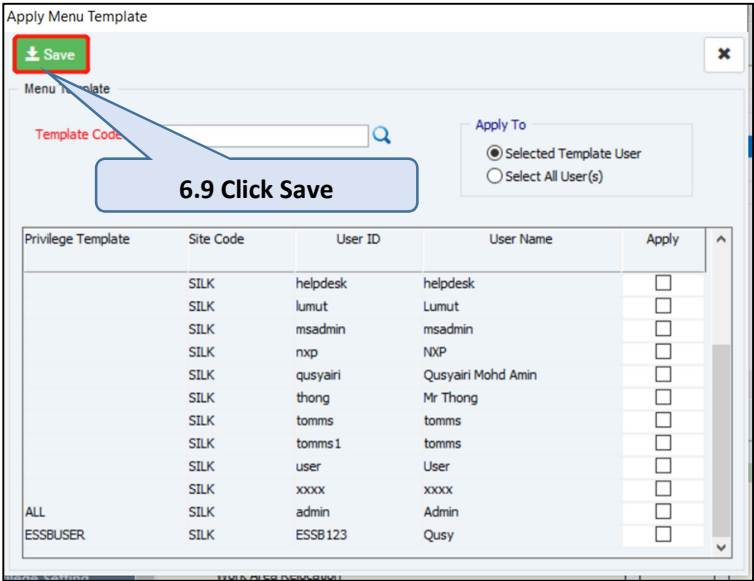 Apply Menu Template
Save
Menu Template
Template Code
Apply To
Selected Template User
Select All User(s)
6.9 Click Save
Privilege Template Site Code User ID User Name Apply
SILK helpdesk helpdesk
SILK lumut Lumut
SILK msadmin msadmin
SILK nxp NXP
SILK qusyairi Qusyairi Mohd Amin
SILK thong Mr Thong
SILK tomms tomms
SILK tomms1 tomms
SILK user User
SILK xxxx xxxx
ALL SILK admin Admin
ESSBUSER SILK ESSB123 Qusy
Work Area Relocation